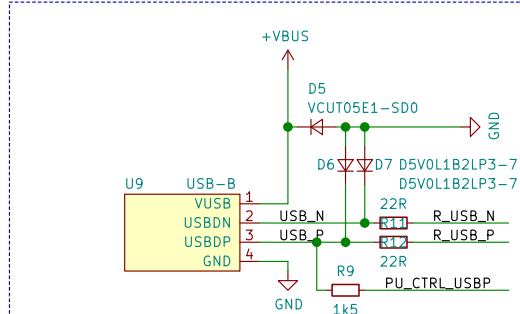 +VBUS
D5
VCUT05E1-SD0
GND
D6
D7
D5V0L1B2LP3-7
D5V0L1B2LP3-7
U9
USB-B
VUSB
1
USBDN
2
USBDP
3
GND
4
USB_N
USB_P
22R
R11
R_USB_N
R12
R_USB_P
22R
GND
R9
1k5
PU_CTRL_USBP